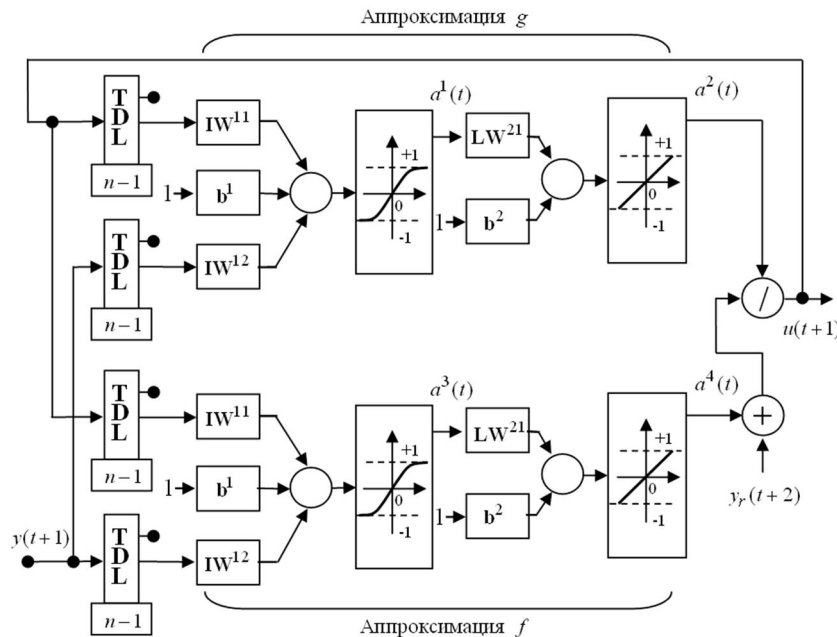 Аппроксимация g
T
D
L
n−1
IW¹¹
1
b¹
T
D
L
n−1
IW¹²
a¹(t)
+1
0
-1
LW²¹
1
b²
a²(t)
+1
0
-1
/
u(t+1)
T
D
L
n−1
IW¹¹
1
b¹
y(t+1)
T
D
L
n−1
IW¹²
a³(t)
+1
0
-1
LW²¹
1
b²
a⁴(t)
+1
0
-1
+
yᵣ(t+2)
Аппроксимация f